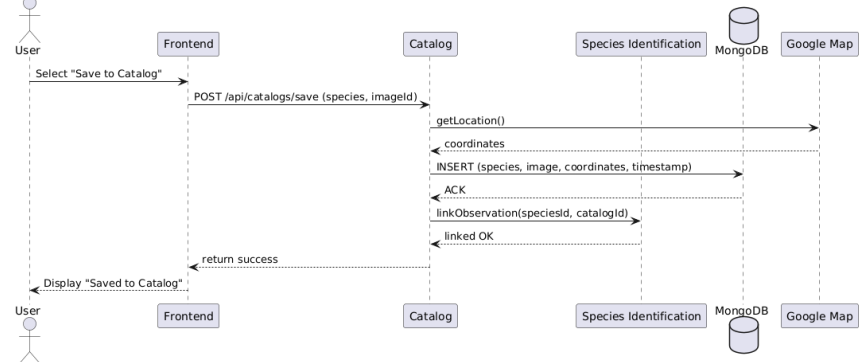 User
Frontend
Catalog
Species Identification
MongoDB
Google Map
Select "Save to Catalog"
POST /api/catalogs/save (species, imageId)
getLocation()
coordinates
INSERT (species, image, coordinates, timestamp)
ACK
linkObservation(speciesId, catalogId)
linked OK
return success
Display "Saved to Catalog"
User
Frontend
Catalog
Species Identification
MongoDB
Google Map